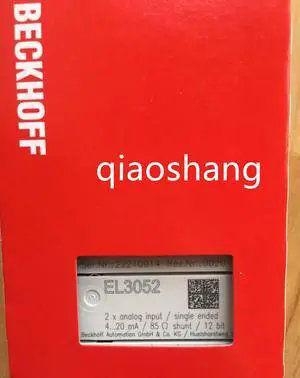 BECKHOFF
qiaoshang
EL3052
2 x analog input / single ended
4...20 mA / 85 Ω shunt / 12 bit
Beckhoff Automation GmbH & Co. KG /